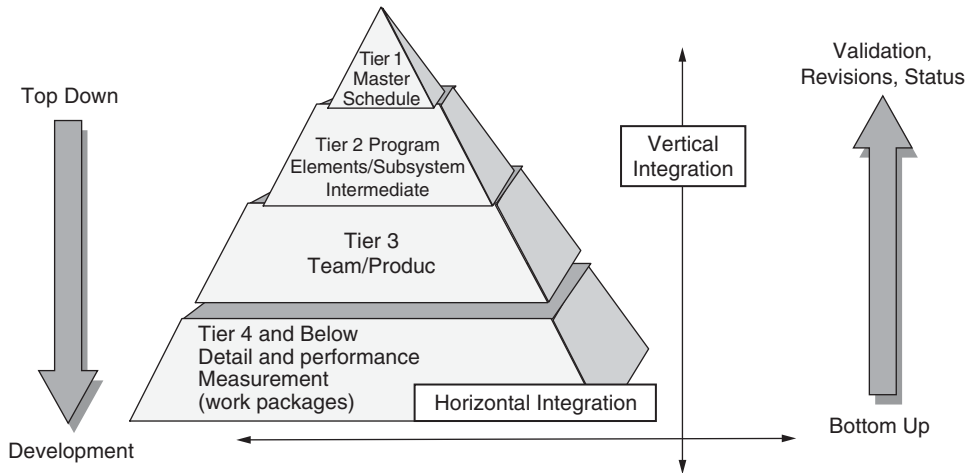 Tier 1
Master
Schedule
Tier 2 Program
Elements/Subsystem
Intermediate
Tier 3
Team/Produc
Tier 4 and Below
Detail and performance
Measurement
(work packages)
Horizontal Integration
Top Down
Development
Vertical
Integration
Validation,
Revisions, Status
Bottom Up